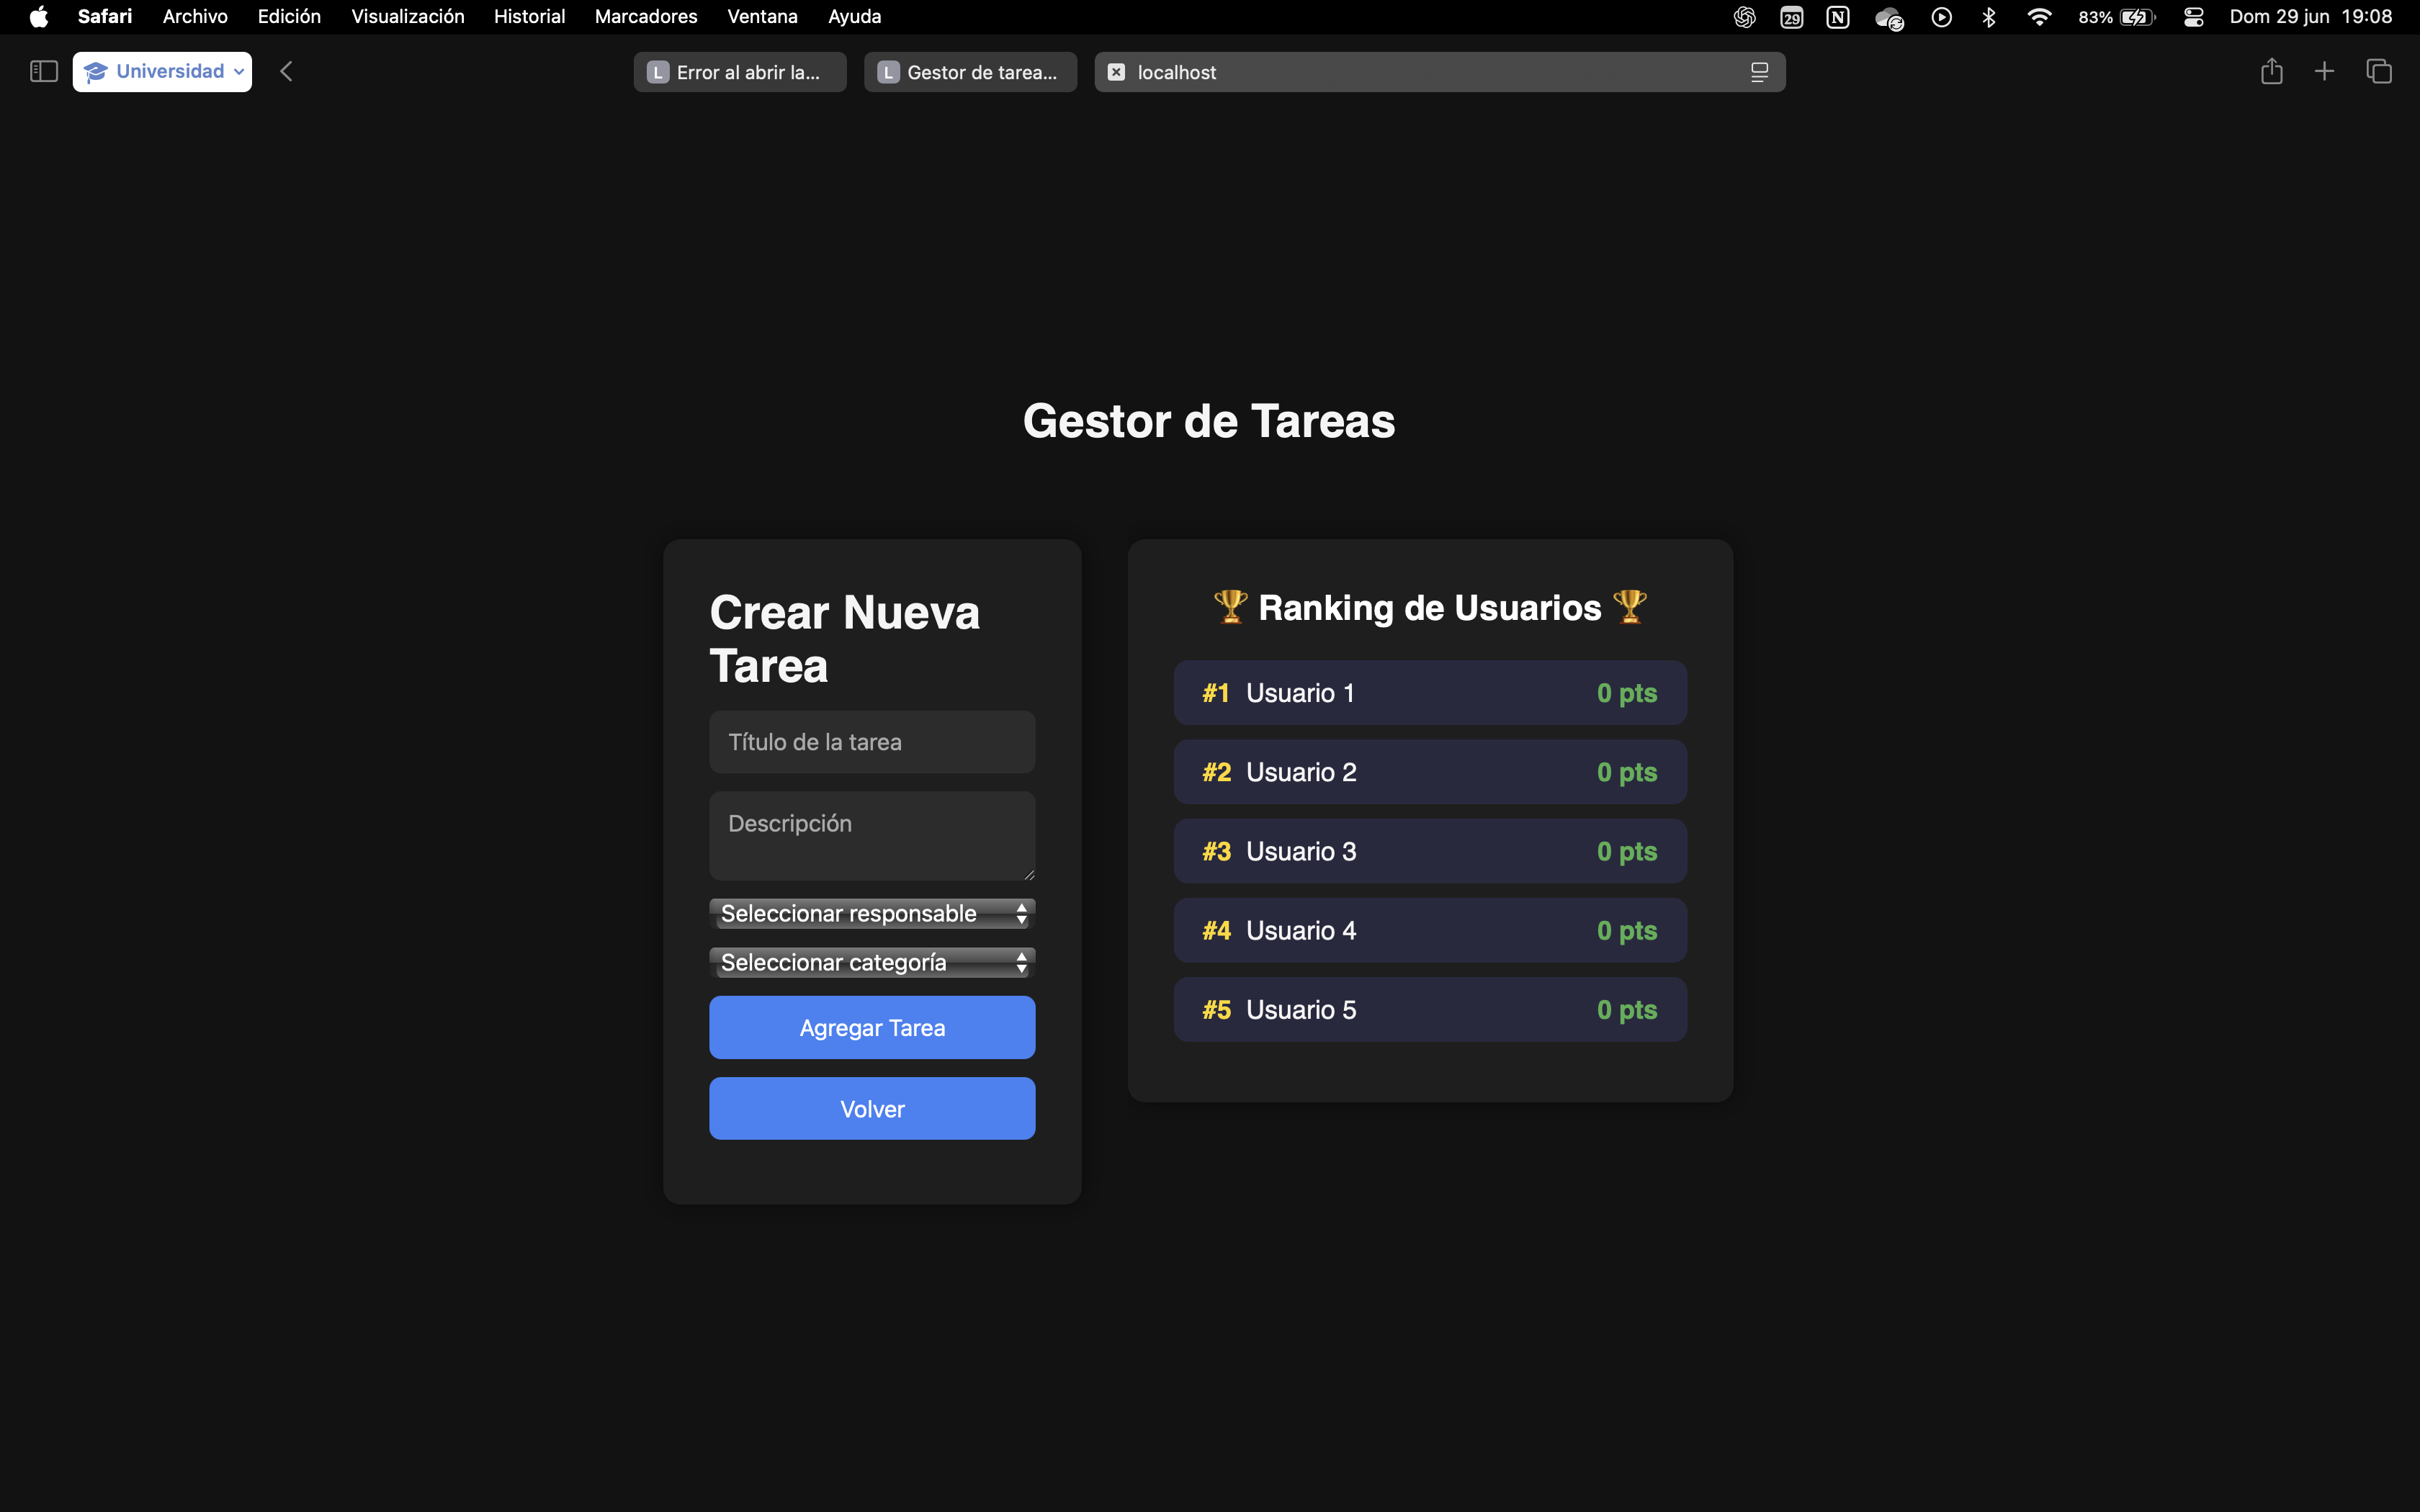 Safari Archivo Edición Visualización Historial Marcadores Ventana Ayuda 29 N 83% Dom 29 jun 19:08
Universidad L Error al abrir la... L Gestor de tarea... localhost
Gestor de Tareas
Crear Nueva
Tarea
Título de la tarea
Descripción
Seleccionar responsable
Seleccionar categoría
Agregar Tarea
Volver
🏆 Ranking de Usuarios 🏆
#1 Usuario 1 0 pts
#2 Usuario 2 0 pts
#3 Usuario 3 0 pts
#4 Usuario 4 0 pts
#5 Usuario 5 0 pts